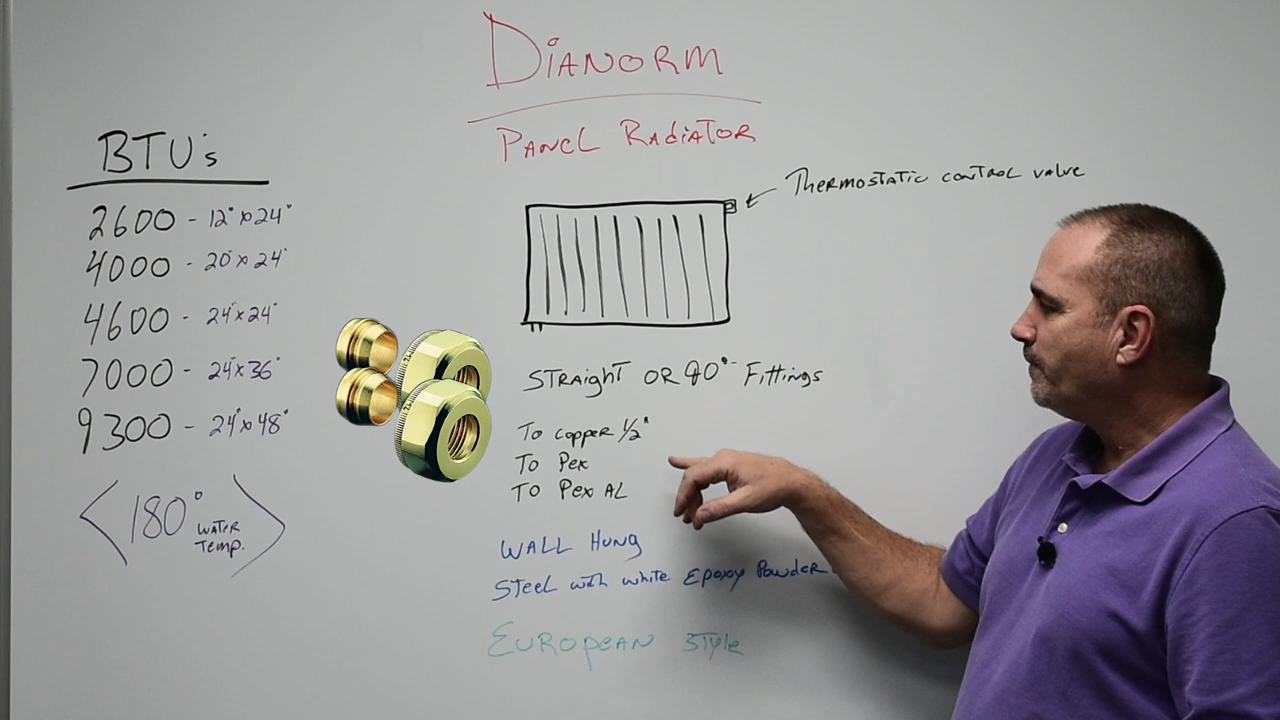 DIANORM
PANEL RADIATOR
BTU's
2600 - 12" x 24"
4000 - 20" x 24"
4600 - 24" x 24"
7000 - 24" x 36"
9300 - 24" x 48"
180° WATER
Temp.
Thermostatic control valve
STRAIGHT OR 90° Fittings
To copper 1/2"
To Pex
To Pex AL
WALL Hung
Steel with white Epoxy Powder
European Style